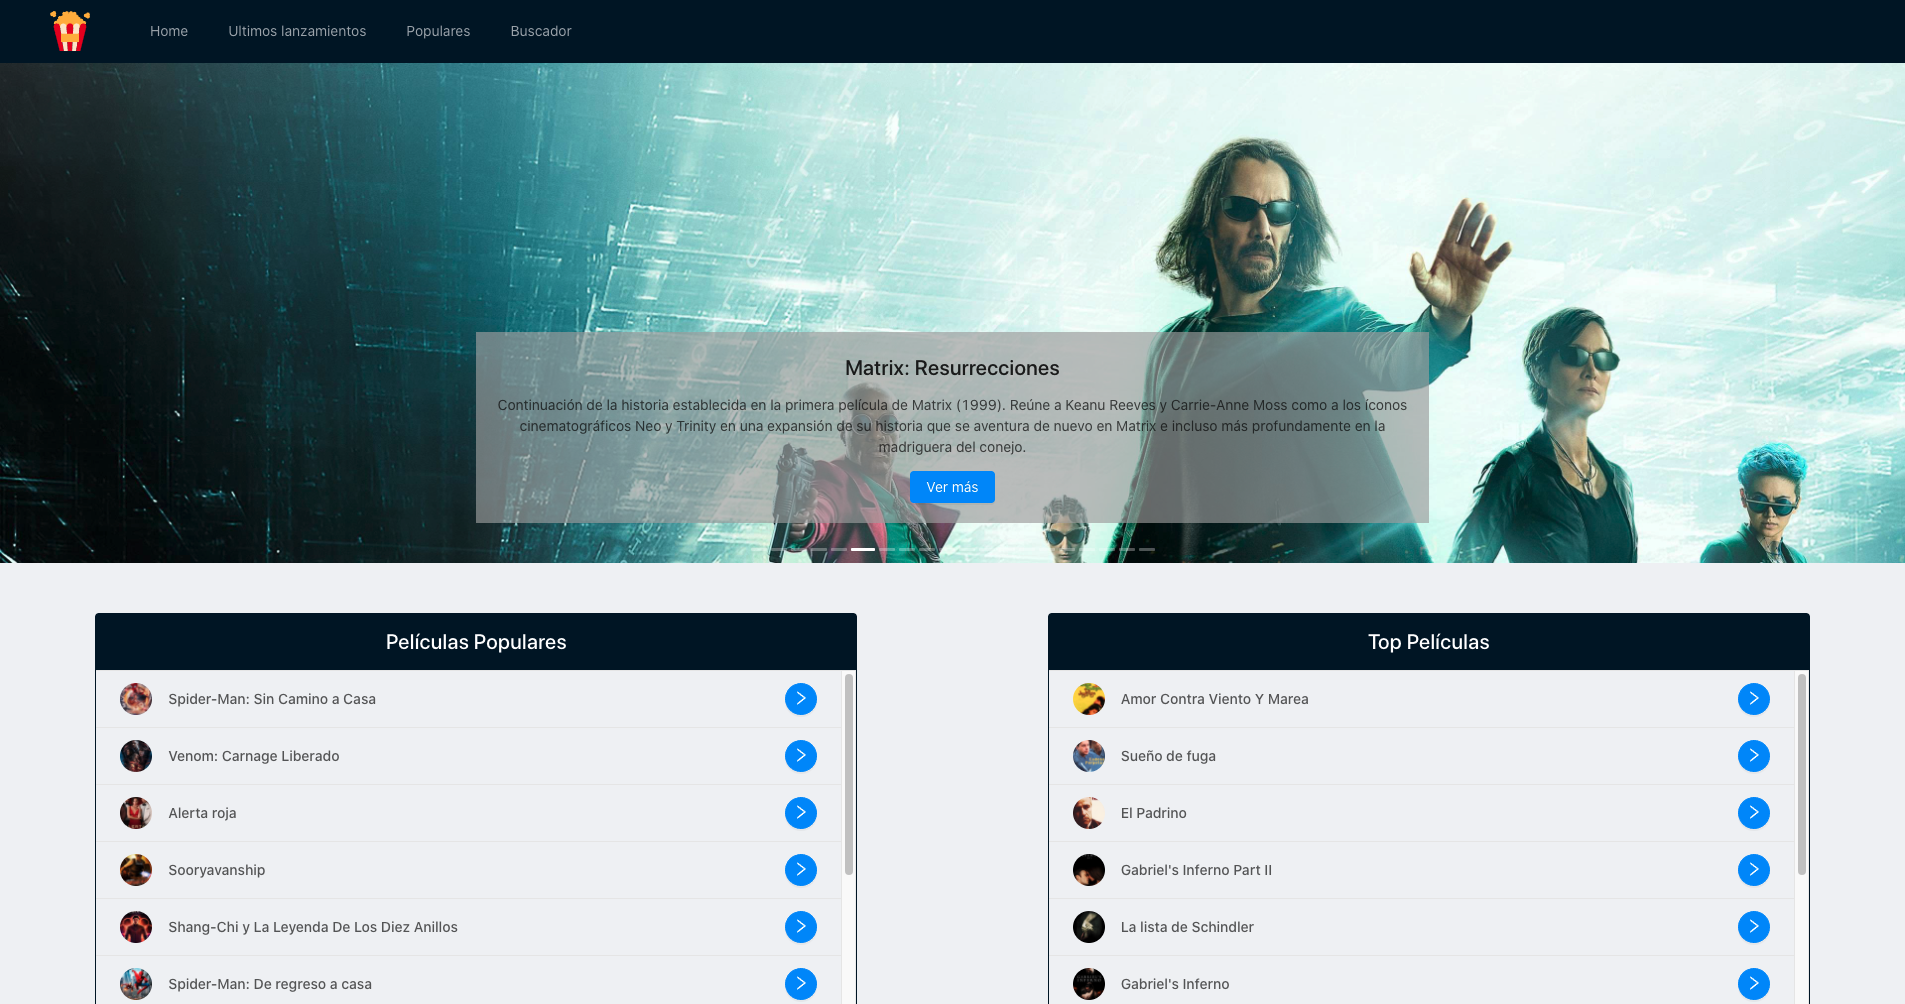 Home
Ultimos lanzamientos
Populares
Buscador
Matrix: Resurrecciones
Continuación de la historia establecida en la primera película de Matrix (1999). Reúne a Keanu Reeves y Carrie-Anne Moss como a los íconos
cinematográficos Neo y Trinity en una expansión de su historia que se aventura de nuevo en Matrix e incluso más profundamente en la
madriguera del conejo.
Ver más
Películas Populares
Spider-Man: Sin Camino a Casa
Venom: Carnage Liberado
Alerta roja
Sooryavanship
Shang-Chi y La Leyenda De Los Diez Anillos
Spider-Man: De regreso a casa
Top Películas
Amor Contra Viento Y Marea
Sueño de fuga
El Padrino
Gabriel's Inferno Part II
La lista de Schindler
Gabriel's Inferno